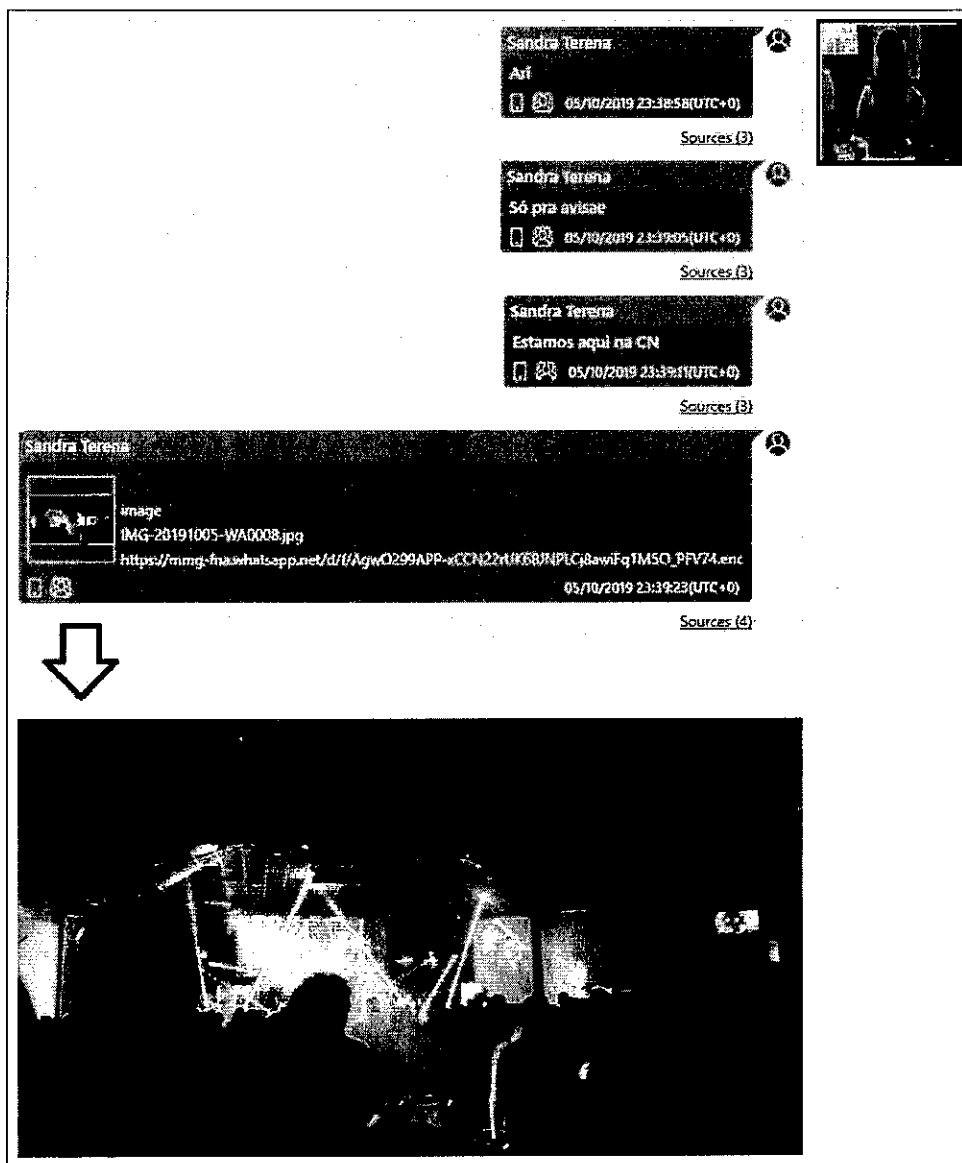 Sandra Terena
Ari
05/10/2019 23:38:58(UTC+0)
Sources (3)
Sandra Terena
Só pra avisae
05/10/2019 23:39:05(UTC+0)
Sources (3)
Sandra Terena
Estamos aqui na CN
05/10/2019 23:39:11(UTC+0)
Sources (3)
Sandra Terena
image
IMG-20191005-WA0008.jpg
05/10/2019 23:39:23(UTC+0)
Sources (4)